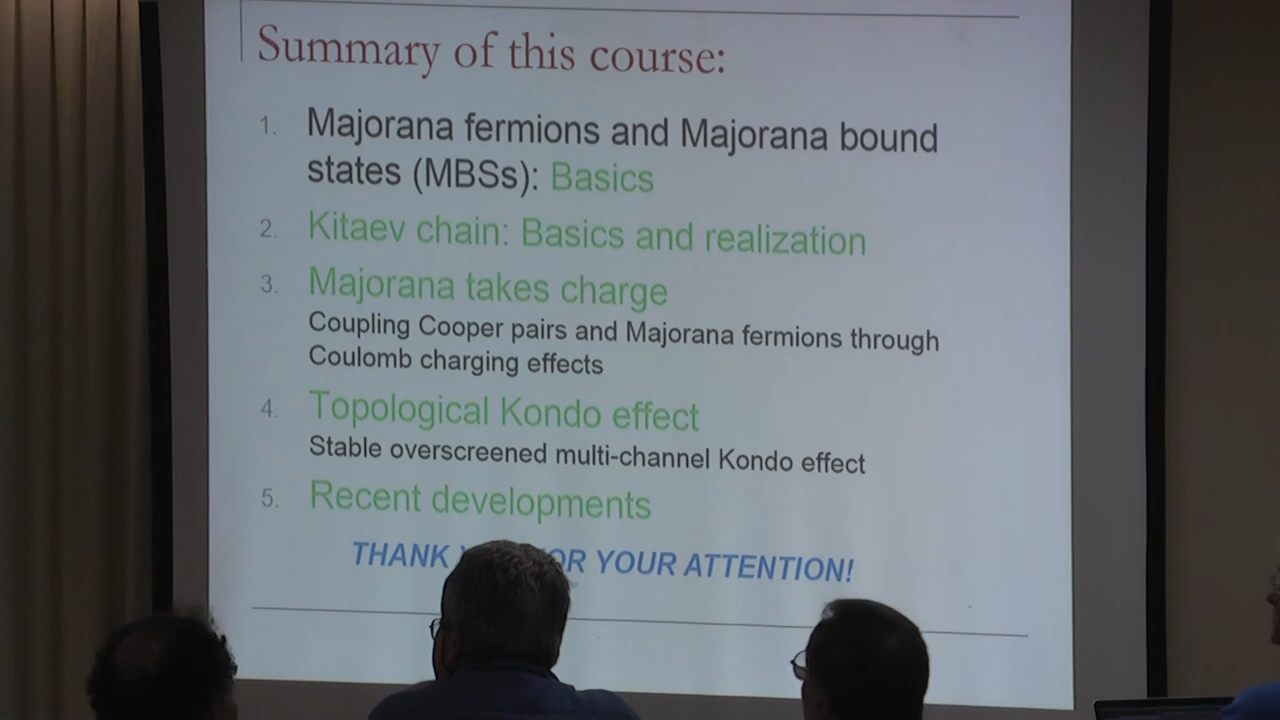 Summary of this course:
1. Majorana fermions and Majorana bound
states (MBSs): Basics
2. Kitaev chain: Basics and realization
3. Majorana takes charge
Coupling Cooper pairs and Majorana fermions through
Coulomb charging effects
4. Topological Kondo effect
Stable overscreened multi-channel Kondo effect
5. Recent developments
THANK YOUR ATTENTION!